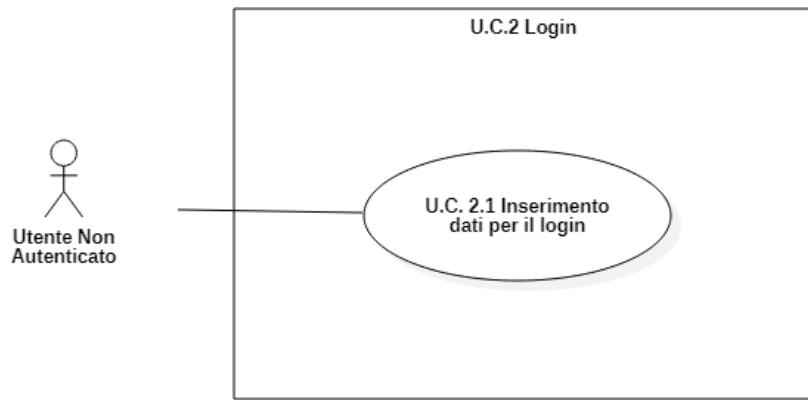 U.C.2 Login
U.C. 2.1 Inserimento
dati per il login
Utente Non
Autenticato